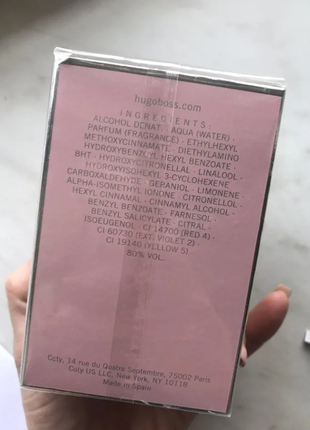 hugoboss.com
INGREDIENTS:
ALCOHOL DENAT. - AQUA (WATER) -
PARFUM (FRAGRANCE) - ETHYLHEXYL
METHOXYCINNAMATE - DIETHYLAMINO
HYDROXYBENZOYL HEXYL BENZOATE -
BHT - HYDROXYCITRONELLAL - LINALOOL -
HYDROXYISOHEXYL 3-CYCLOHEXENE
CARBOXALDEHYDE - GERANIOL - LIMONENE -
ALPHA-ISOMETHYL IONONE - CITRONELLOL -
HEXYL CINNAMAL - CINNAMYL ALCOHOL -
BENZYL BENZOATE - FARNESOL -
BENZYL SALICYLATE - CITRAL -
ISOEUGENOL - CI 14700 (RED 4) -
CI 60730 (EXT. VIOLET 2) -
CI 19140 (YELLOW 5)
80% VOL.
Coty, 14 rue du Quatre Septembre, 75002 Paris
Coty US LLC, New York, NY 10118
Made in Spain